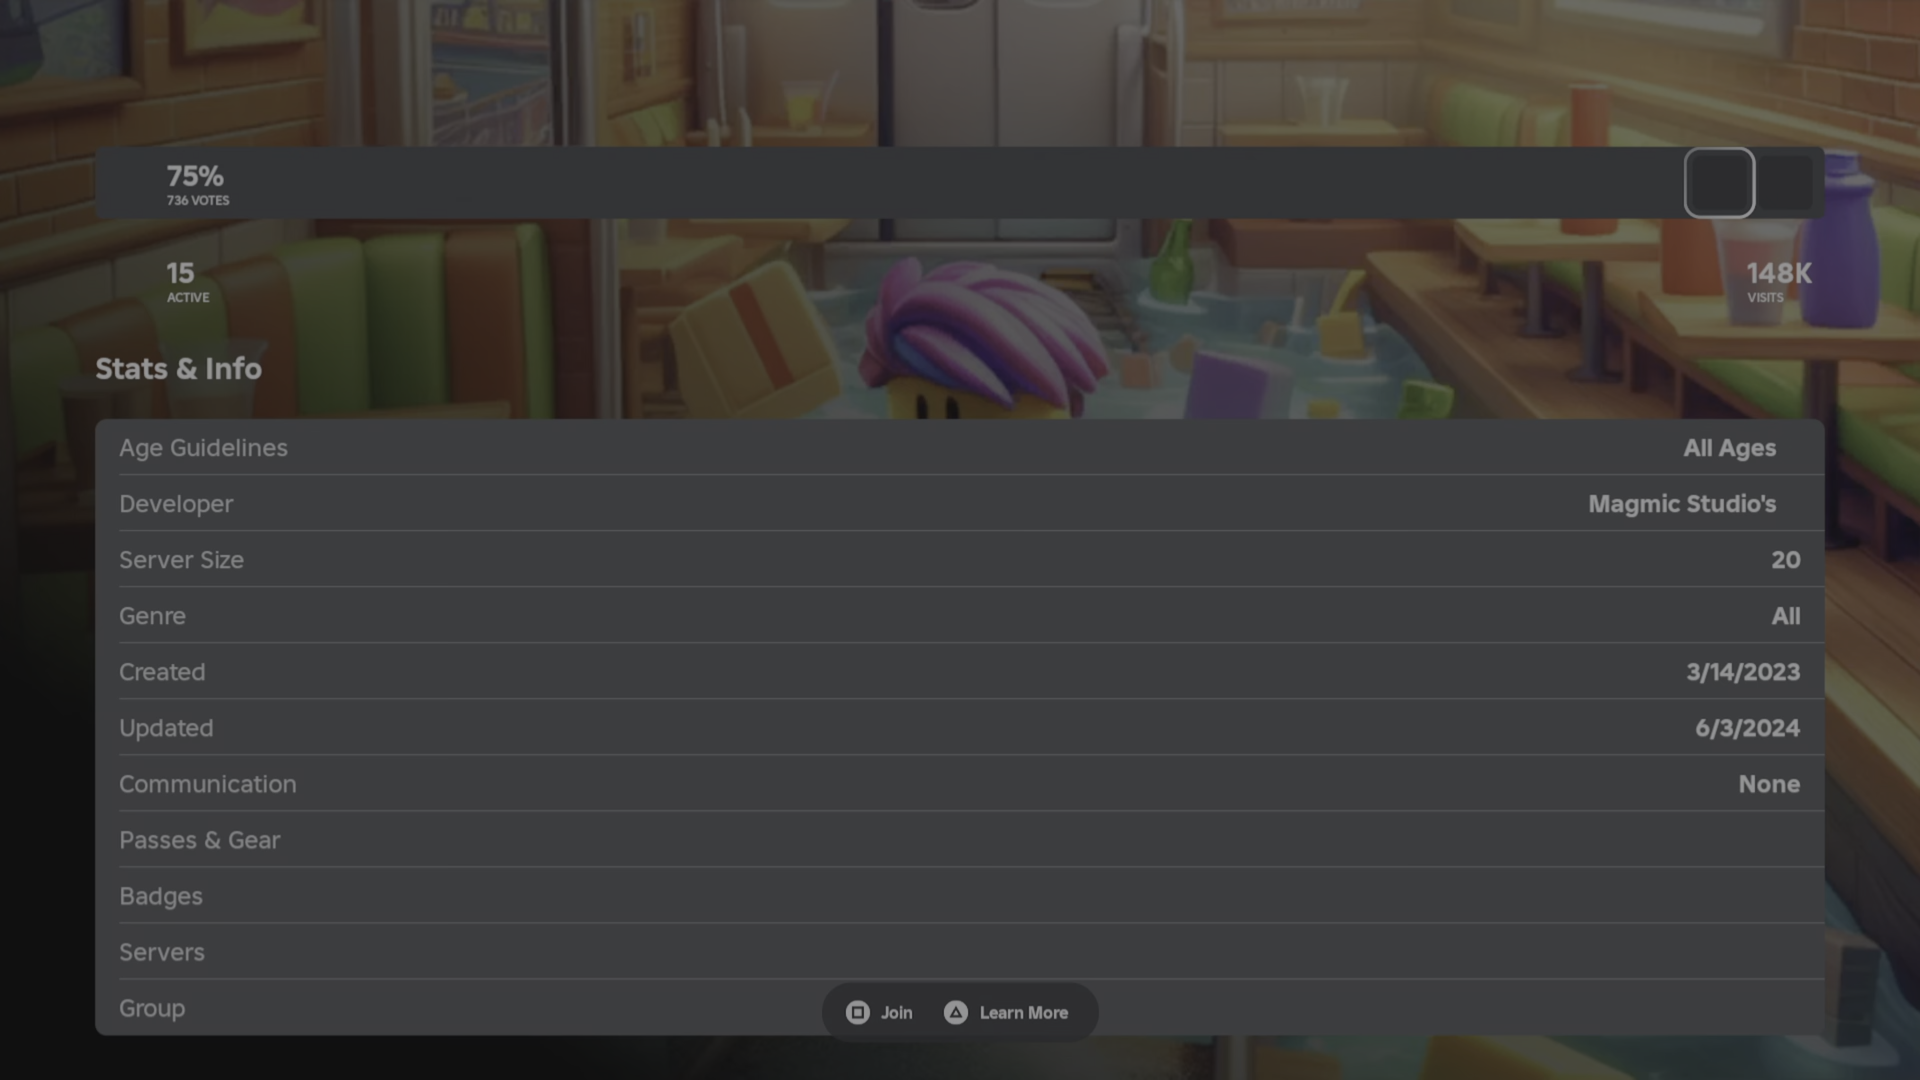 75%
736 VOTES
15
ACTIVE
148K
VISITS
Stats & Info
Age Guidelines
All Ages
Developer
Magmic Studio's
Server Size
20
Genre
All
Created
3/14/2023
Updated
6/3/2024
Communication
None
Passes & Gear
Badges
Servers
Group
Join
Learn More